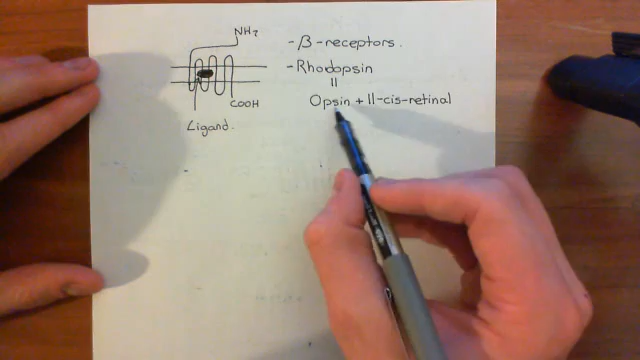 NH2
- β-receptors.
- Rhodopsin
=
Opsin + 11-cis-retinal
COOH
Ligand.